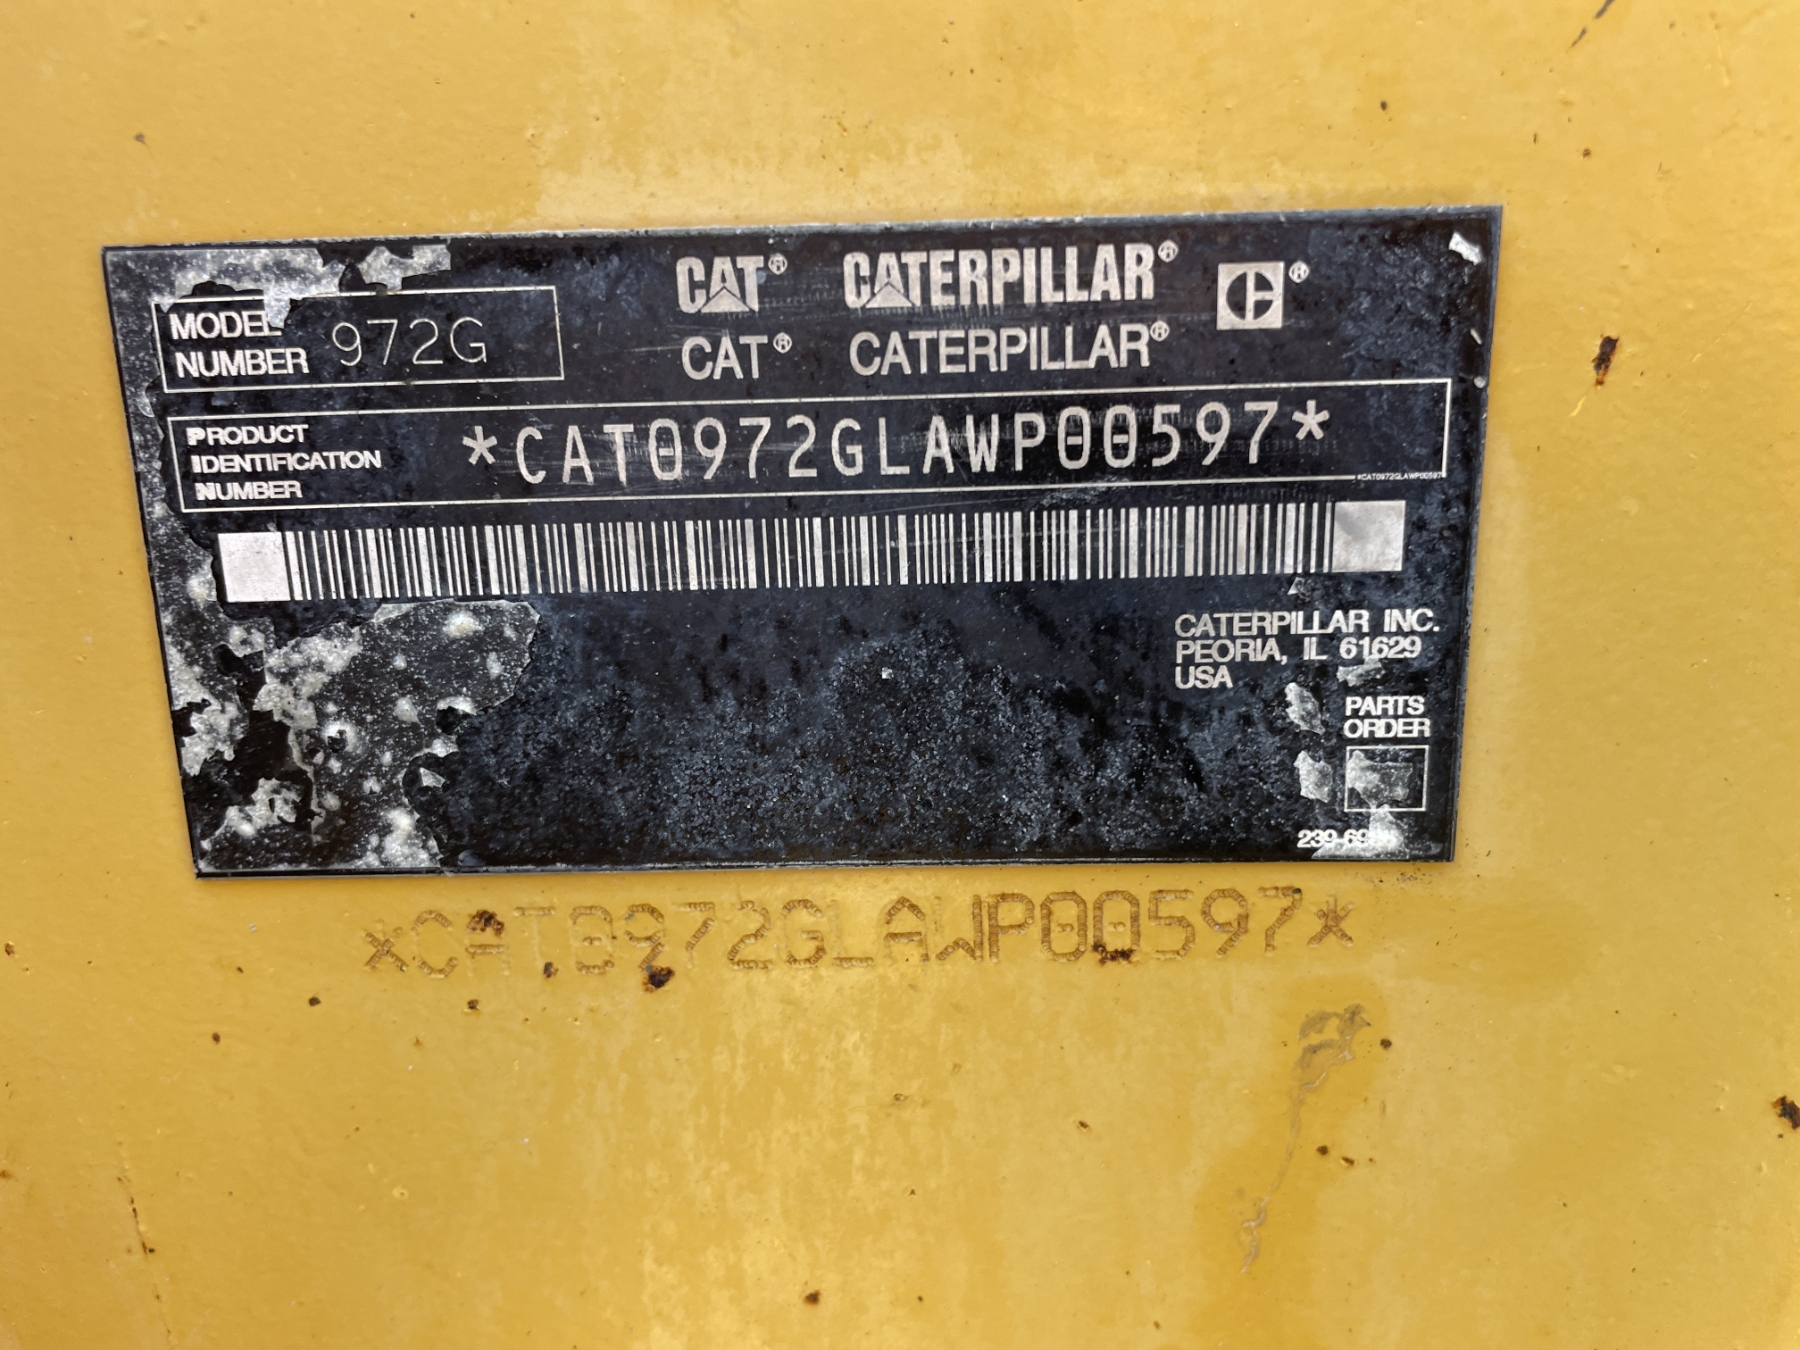 MODEL
NUMBER 972G
CAT® CATERPILLAR® ®
CAT® CATERPILLAR®
PRODUCT
IDENTIFICATION
NUMBER
*CAT0972GLAWP00597*
*CAT0972GLAWP00597*
CATERPILLAR INC.
PEORIA, IL 61629
USA
PARTS
ORDER
*CAT0972GLAWP00597*